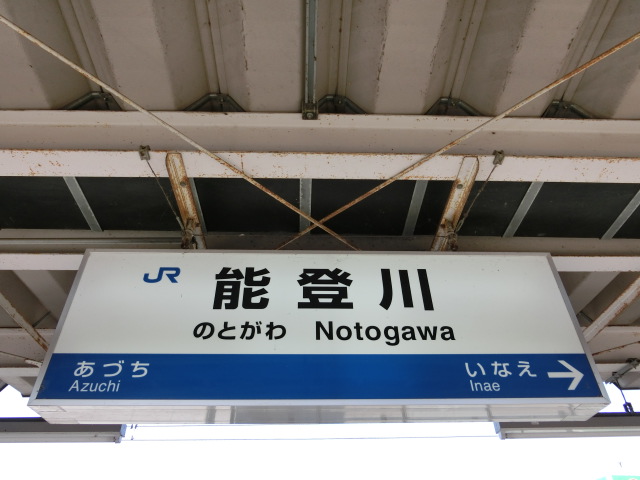 JR 能登川
のとがわ Notogawa
あづち いなえ →
Azuchi Inae